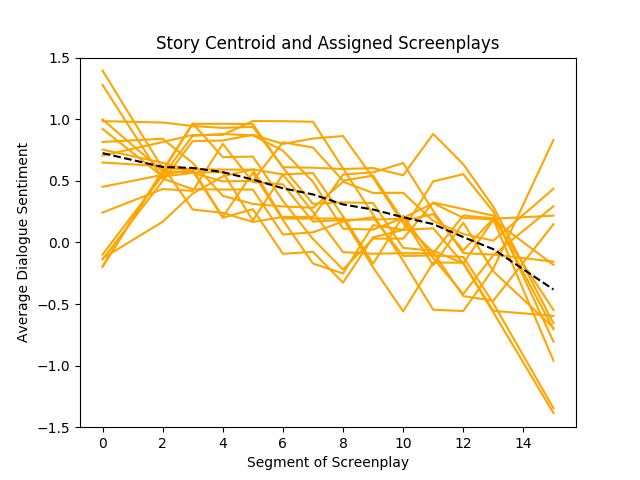 Story Centroid and Assigned Screenplays
Average Dialogue Sentiment
1.5
1.0
0.5
0.0
−0.5
−1.0
−1.5
0 2 4 6 8 10 12 14
Segment of Screenplay